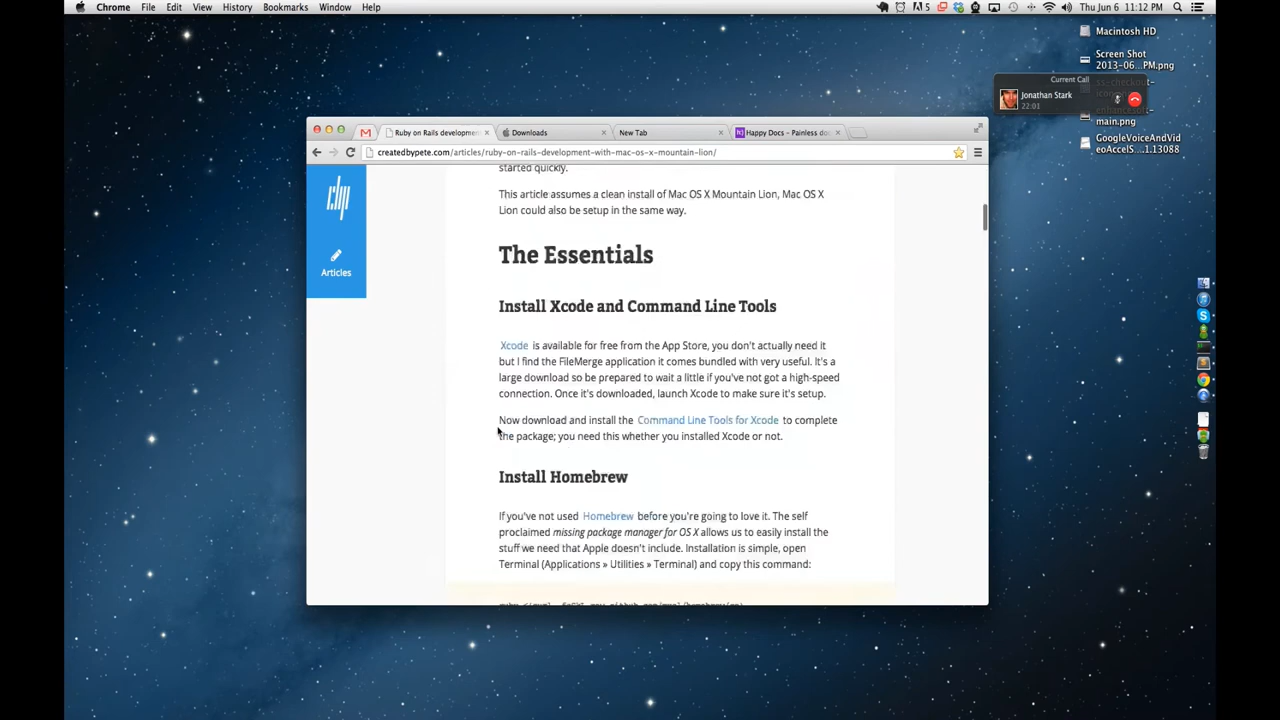 Chrome File Edit View History Bookmarks Window Help
5 Thu Jun 6 11:12 PM
Macintosh HD
Screen Shot
2013-06...PM.png
main.png
GoogleVoiceAndVid
eoAccelS...1.13088
Current Call
Jonathan Stark
22:01
Ruby on Rails developmen × Downloads × New Tab × Happy Docs - Painless do ×
createdbypete.com/articles/ruby-on-rails-development-with-mac-os-x-mountain-lion/
Articles
started quickly.
This article assumes a clean install of Mac OS X Mountain Lion, Mac OS X
Lion could also be setup in the same way.
The Essentials
Install Xcode and Command Line Tools
Xcode is available for free from the App Store, you don't actually need it
but I find the FileMerge application it comes bundled with very useful. It's a
large download so be prepared to wait a little if you've not got a high-speed
connection. Once it's downloaded, launch Xcode to make sure it's setup.
Now download and install the Command Line Tools for Xcode to complete
the package; you need this whether you installed Xcode or not.
Install Homebrew
If you've not used Homebrew before you're going to love it. The self
proclaimed missing package manager for OS X allows us to easily install the
stuff we need that Apple doesn't include. Installation is simple, open
Terminal (Applications » Utilities » Terminal) and copy this command: